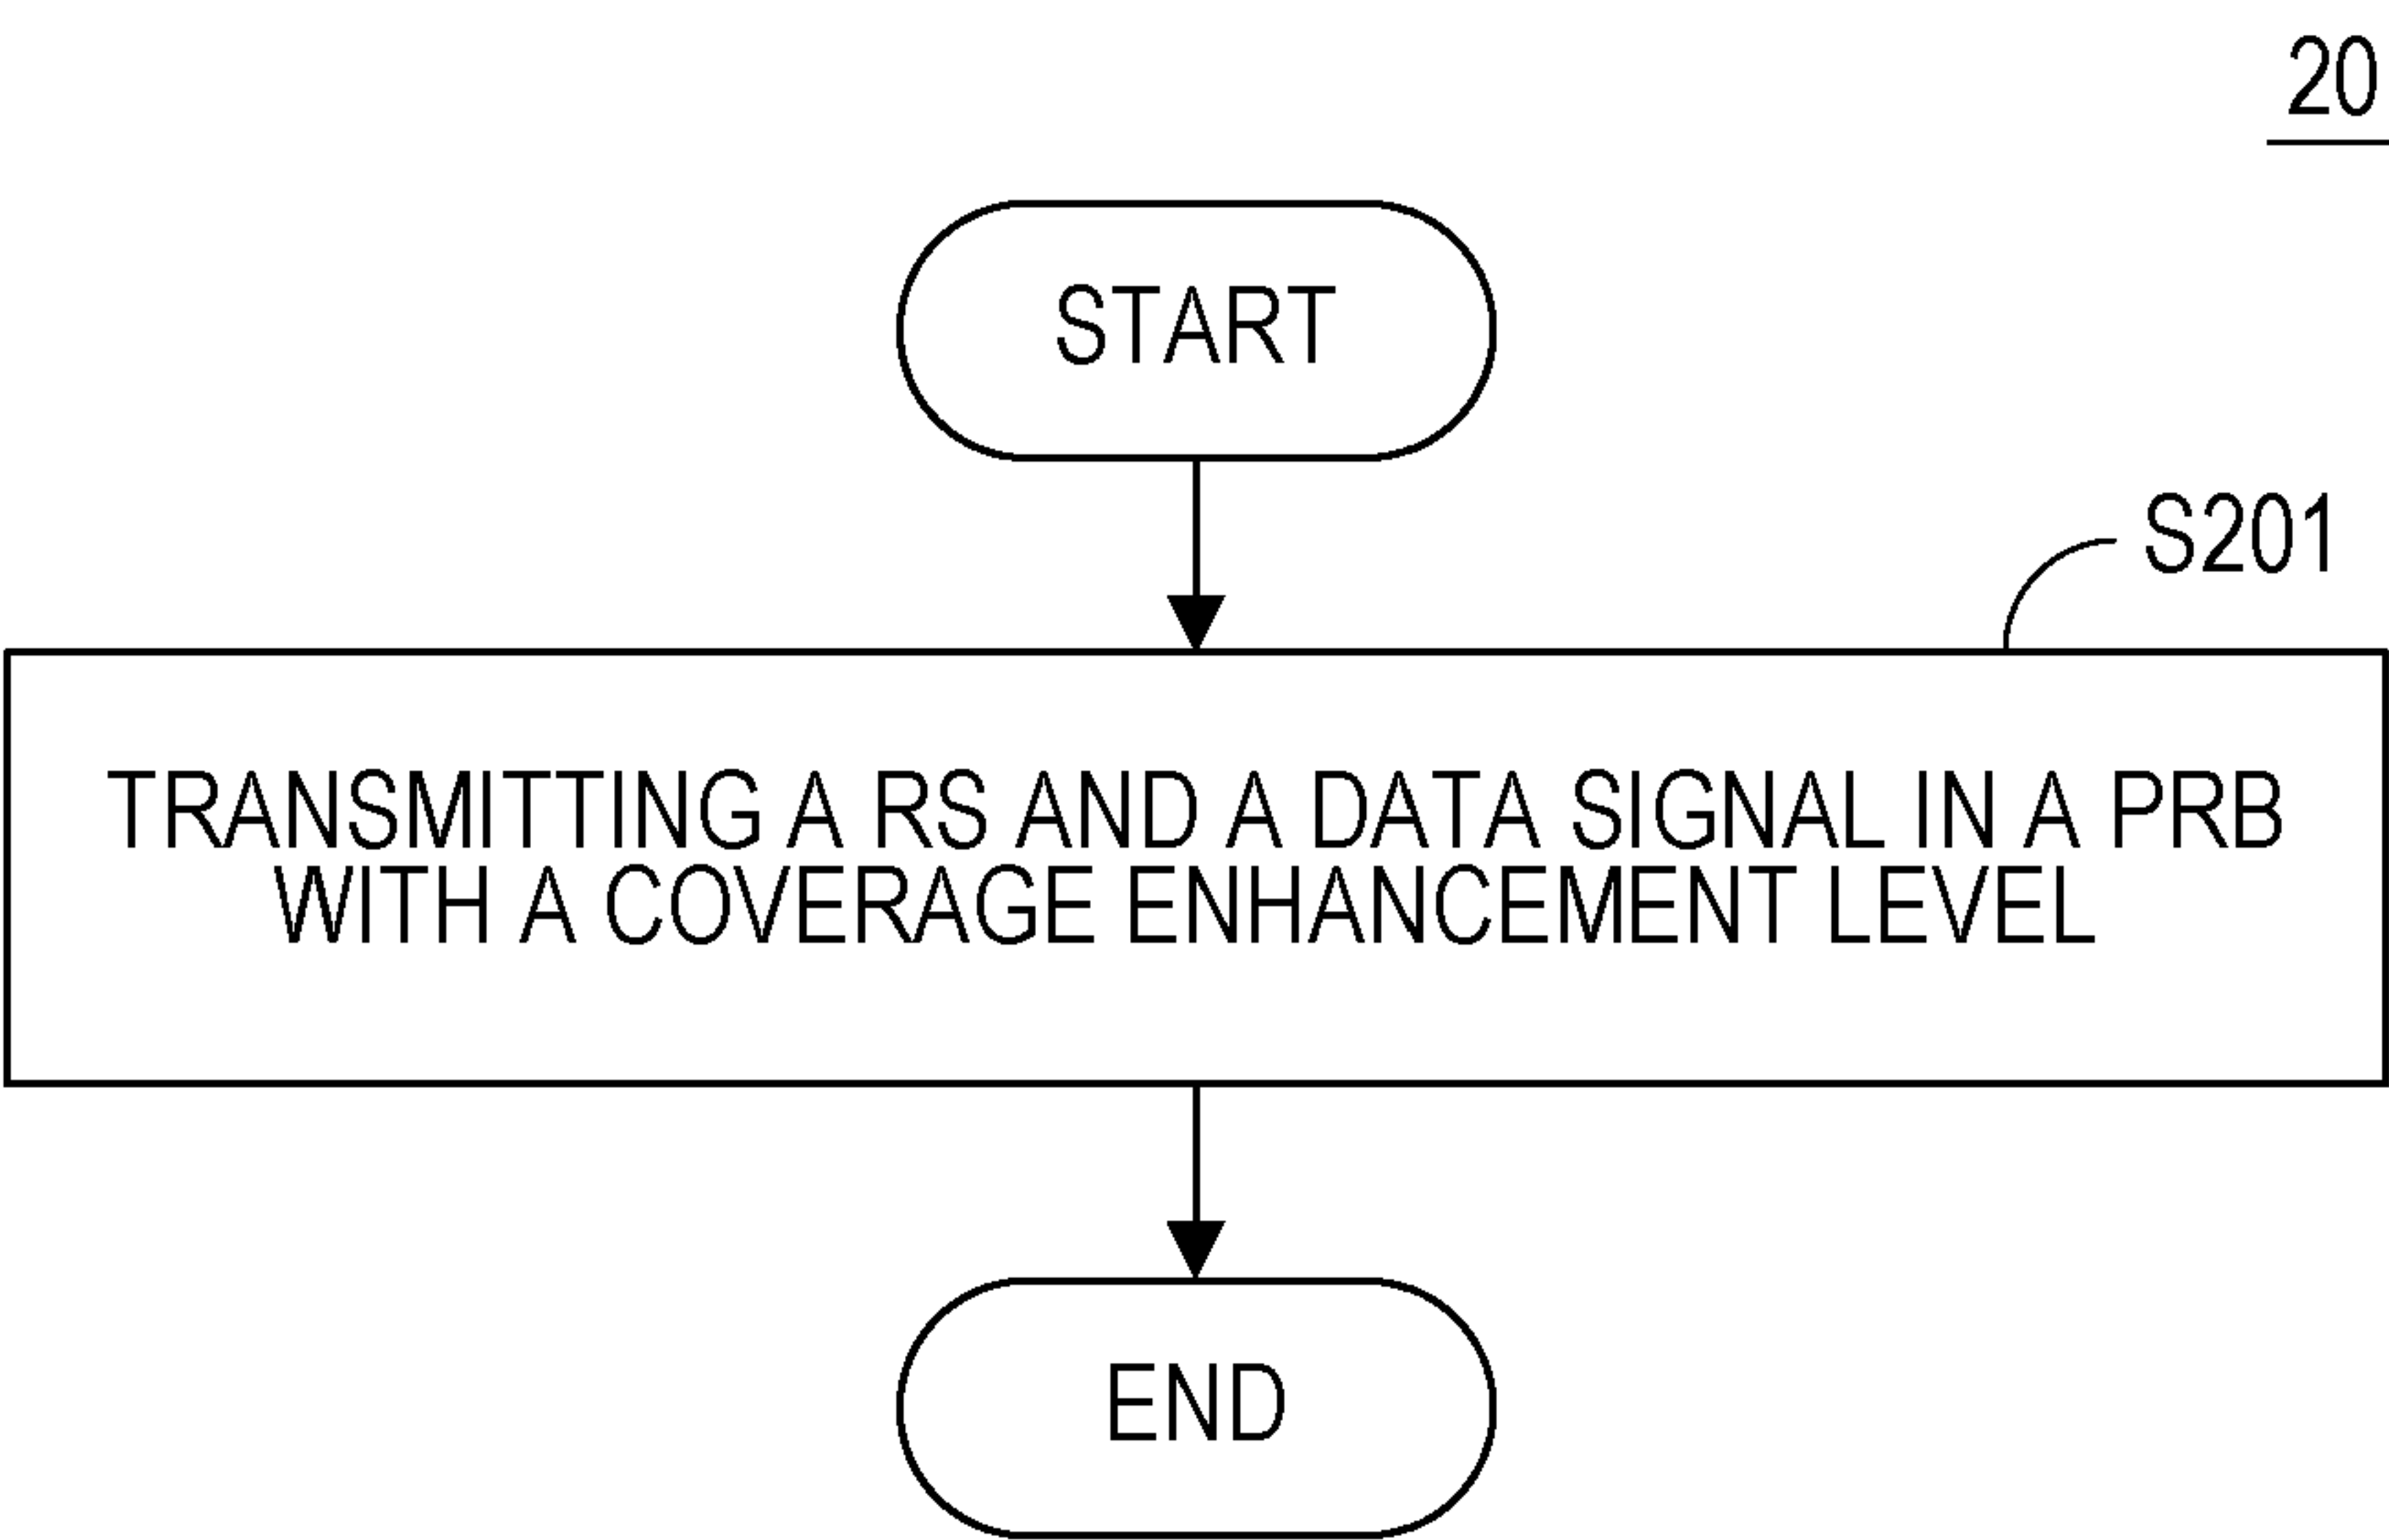 20
START
S201
TRANSMITTING A RS AND A DATA SIGNAL IN A PRB
WITH A COVERAGE ENHANCEMENT LEVEL
END